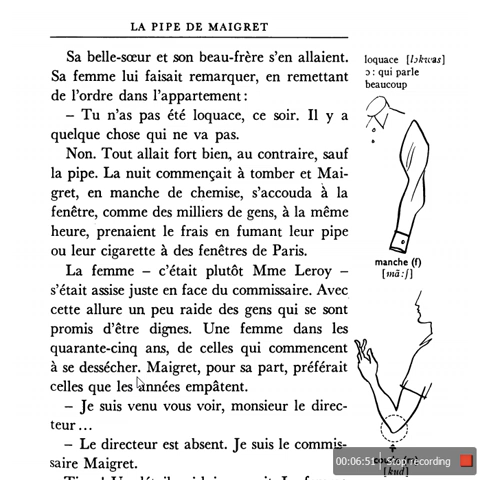 LA PIPE DE MAIGRET
Sa belle-sœur et son beau-frère s'en allaient.
Sa femme lui faisait remarquer, en remettant
de l'ordre dans l'appartement :
– Tu n'as pas été loquace, ce soir. Il y a
quelque chose qui ne va pas.
Non. Tout allait fort bien, au contraire, sauf
la pipe. La nuit commençait à tomber et Mai-
gret, en manche de chemise, s'accouda à la
fenêtre, comme des milliers de gens, à la même
heure, prenaient le frais en fumant leur pipe
ou leur cigarette à des fenêtres de Paris.
La femme – c'était plutôt Mme Leroy –
s'était assise juste en face du commissaire. Avec
cette allure un peu raide des gens qui se sont
promis d'être dignes. Une femme dans les
quarante-cinq ans, de celles qui commencent
à se dessécher. Maigret, pour sa part, préférait
celles que les années empâtent.
– Je suis venu vous voir, monsieur le direc-
teur ...
– Le directeur est absent. Je suis le commis-
saire Maigret.
loquace [lɔkwas]
ɔ : qui parle
beaucoup
manche (f)
[mã:ʃ]
[kud]
00:06:51 Stop recording